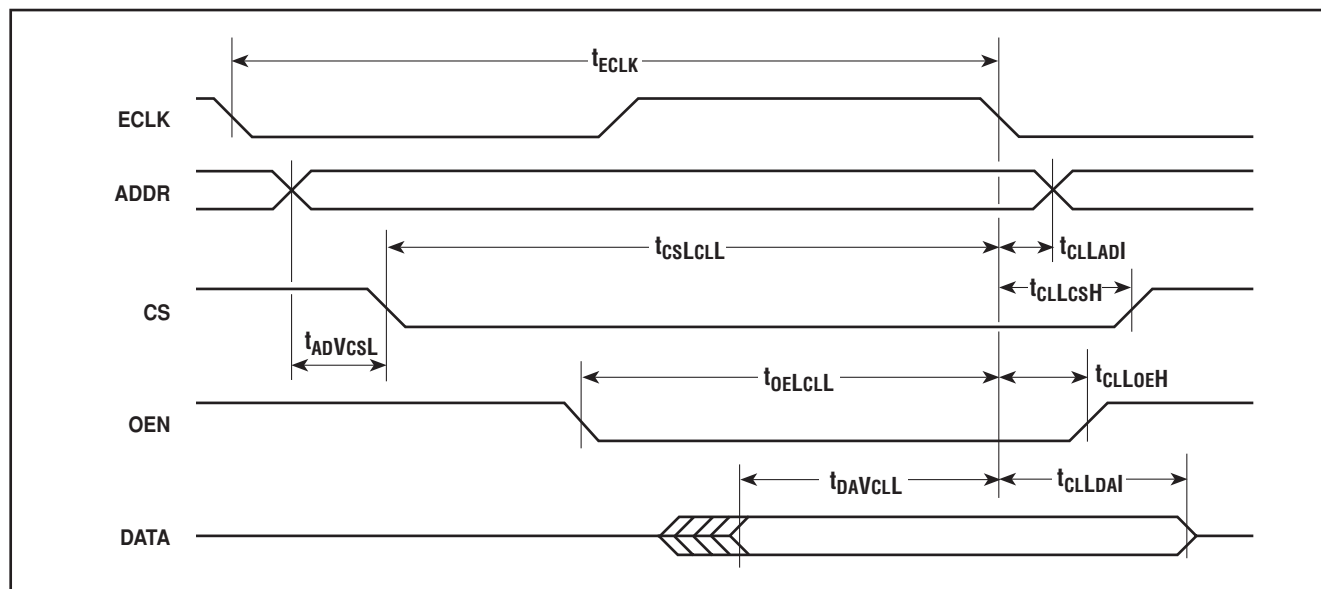 tECLK
ECLK
ADDR
tCSLCLL
tCLLADI
tCLLCSH
CS
tADVCSL
tOELCLL
tCLLOEH
OEN
tDAVCLL
tCLLDAI
DATA